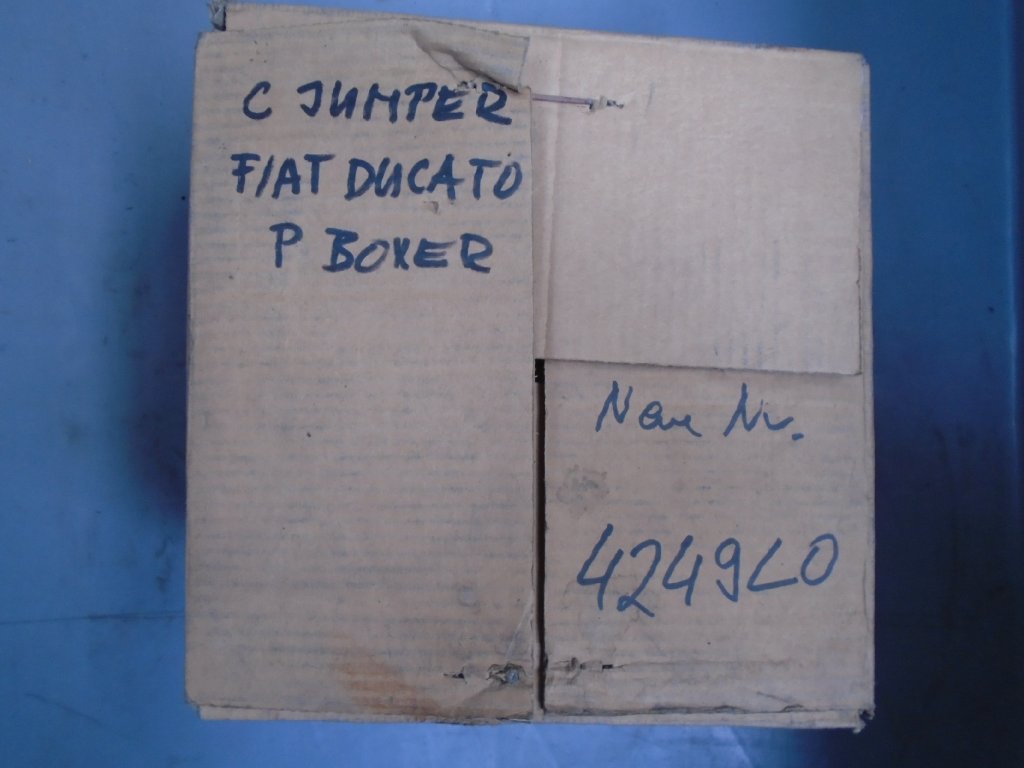 C JUMPER
FIAT DUCATO
P BOXER
Neue Nr.
4249L0